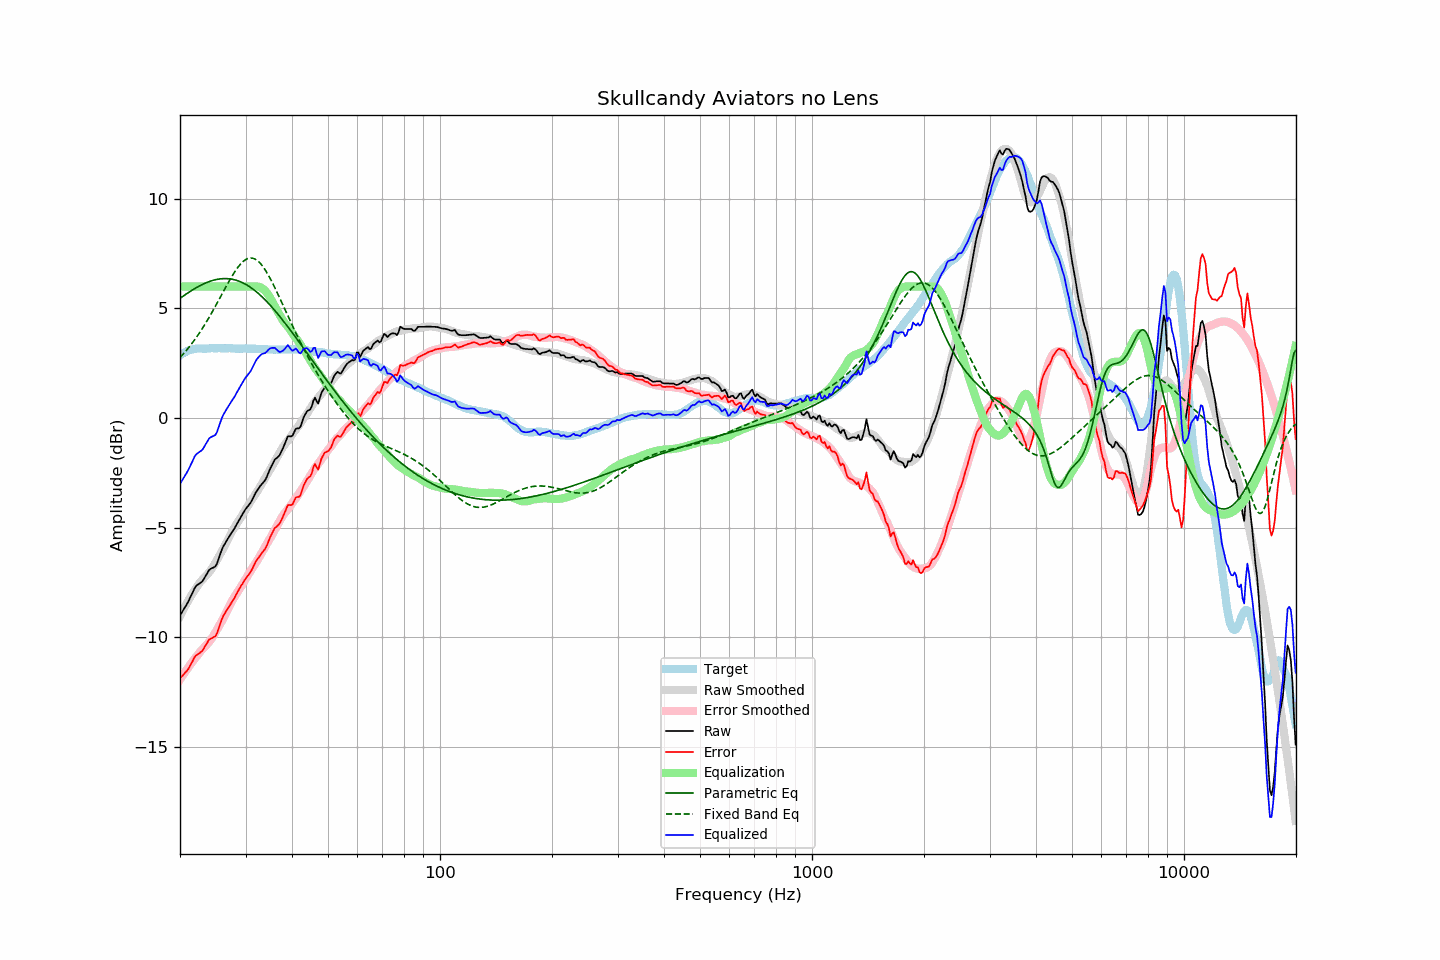 Skullcandy Aviators no Lens
10
5
0
−5
−10
−15
Amplitude (dBr)
Target
Raw Smoothed
Error Smoothed
Raw
Error
Equalization
Parametric Eq
Fixed Band Eq
Equalized
100
1000
10000
Frequency (Hz)